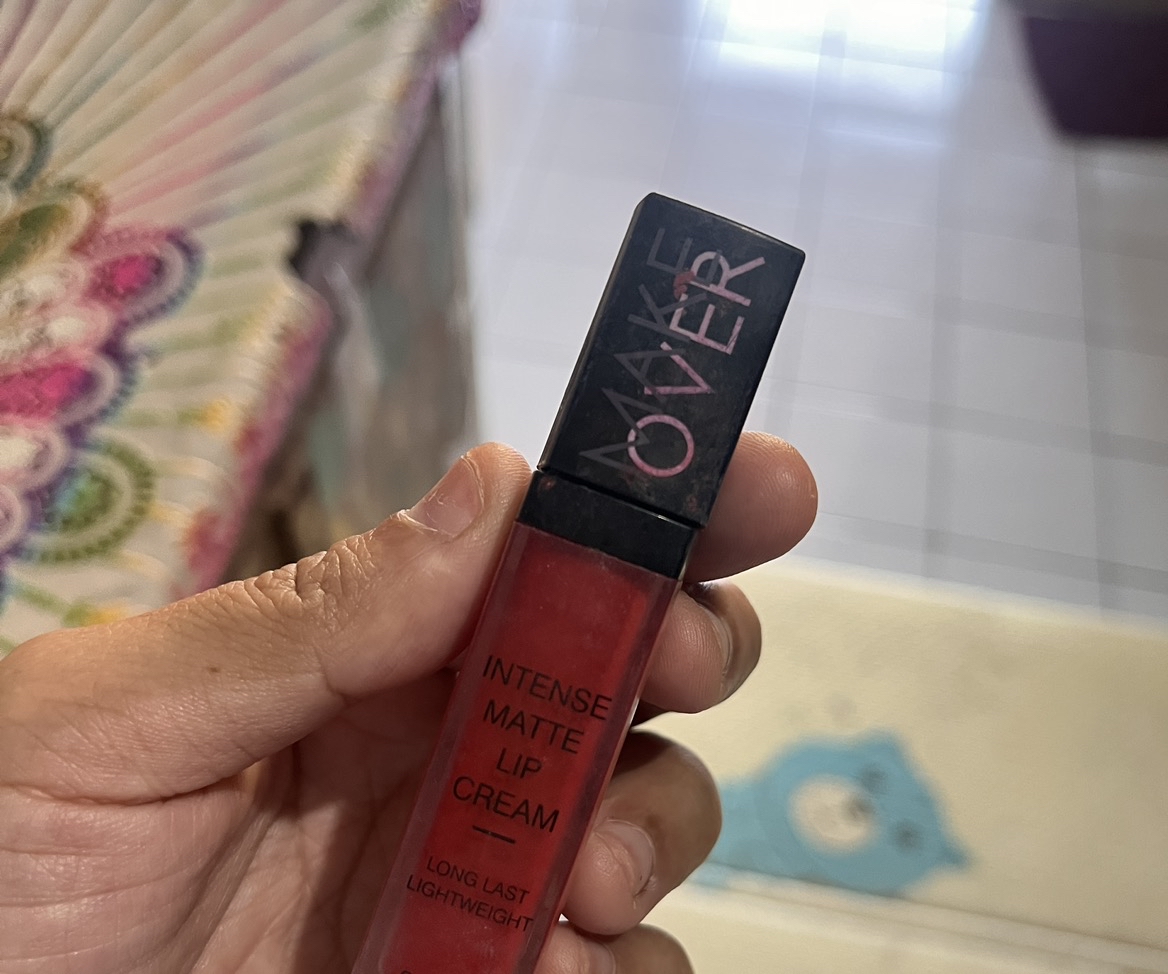 MAKE
OVER
INTENSE
MATTE
LIP
CREAM
LONG LAST
LIGHTWEIGHT